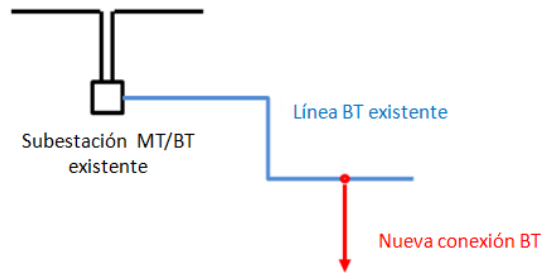 Línea BT existente
Subestación MT/BT
existente
Nueva conexión BT